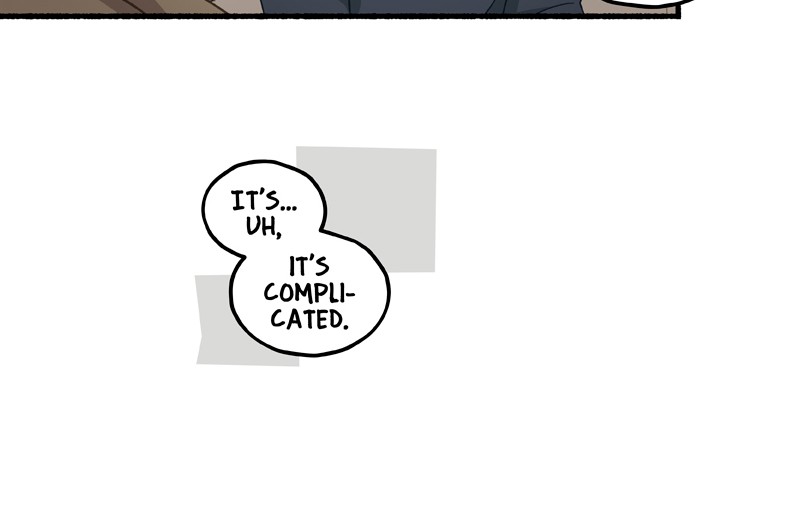 IT'S...
UH,
IT'S
COMPLI-
CATED.